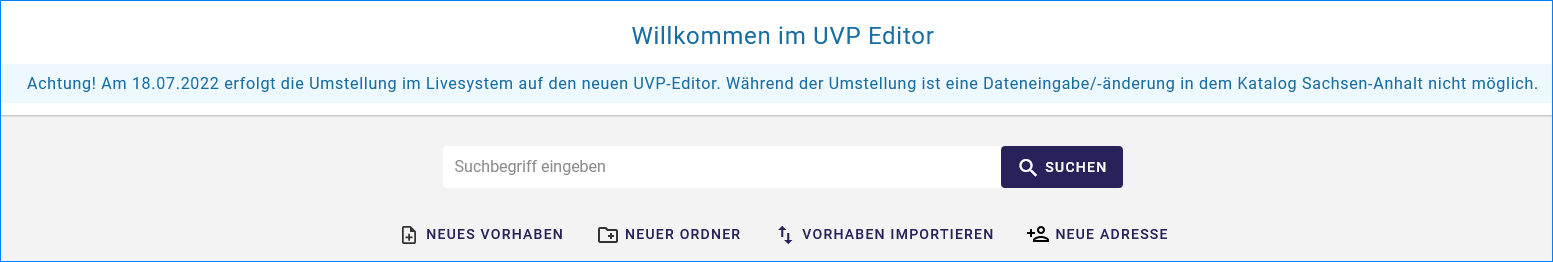 Willkommen im UVP Editor
Achtung! Am 18.07.2022 erfolgt die Umstellung im Livesystem auf den neuen UVP-Editor. Während der Umstellung ist eine Dateneingabe/-änderung in dem Katalog Sachsen-Anhalt nicht möglich.
Suchbegriff eingeben SUCHEN
NEUES VORHABEN NEUER ORDNER VORHABEN IMPORTIEREN NEUE ADRESSE